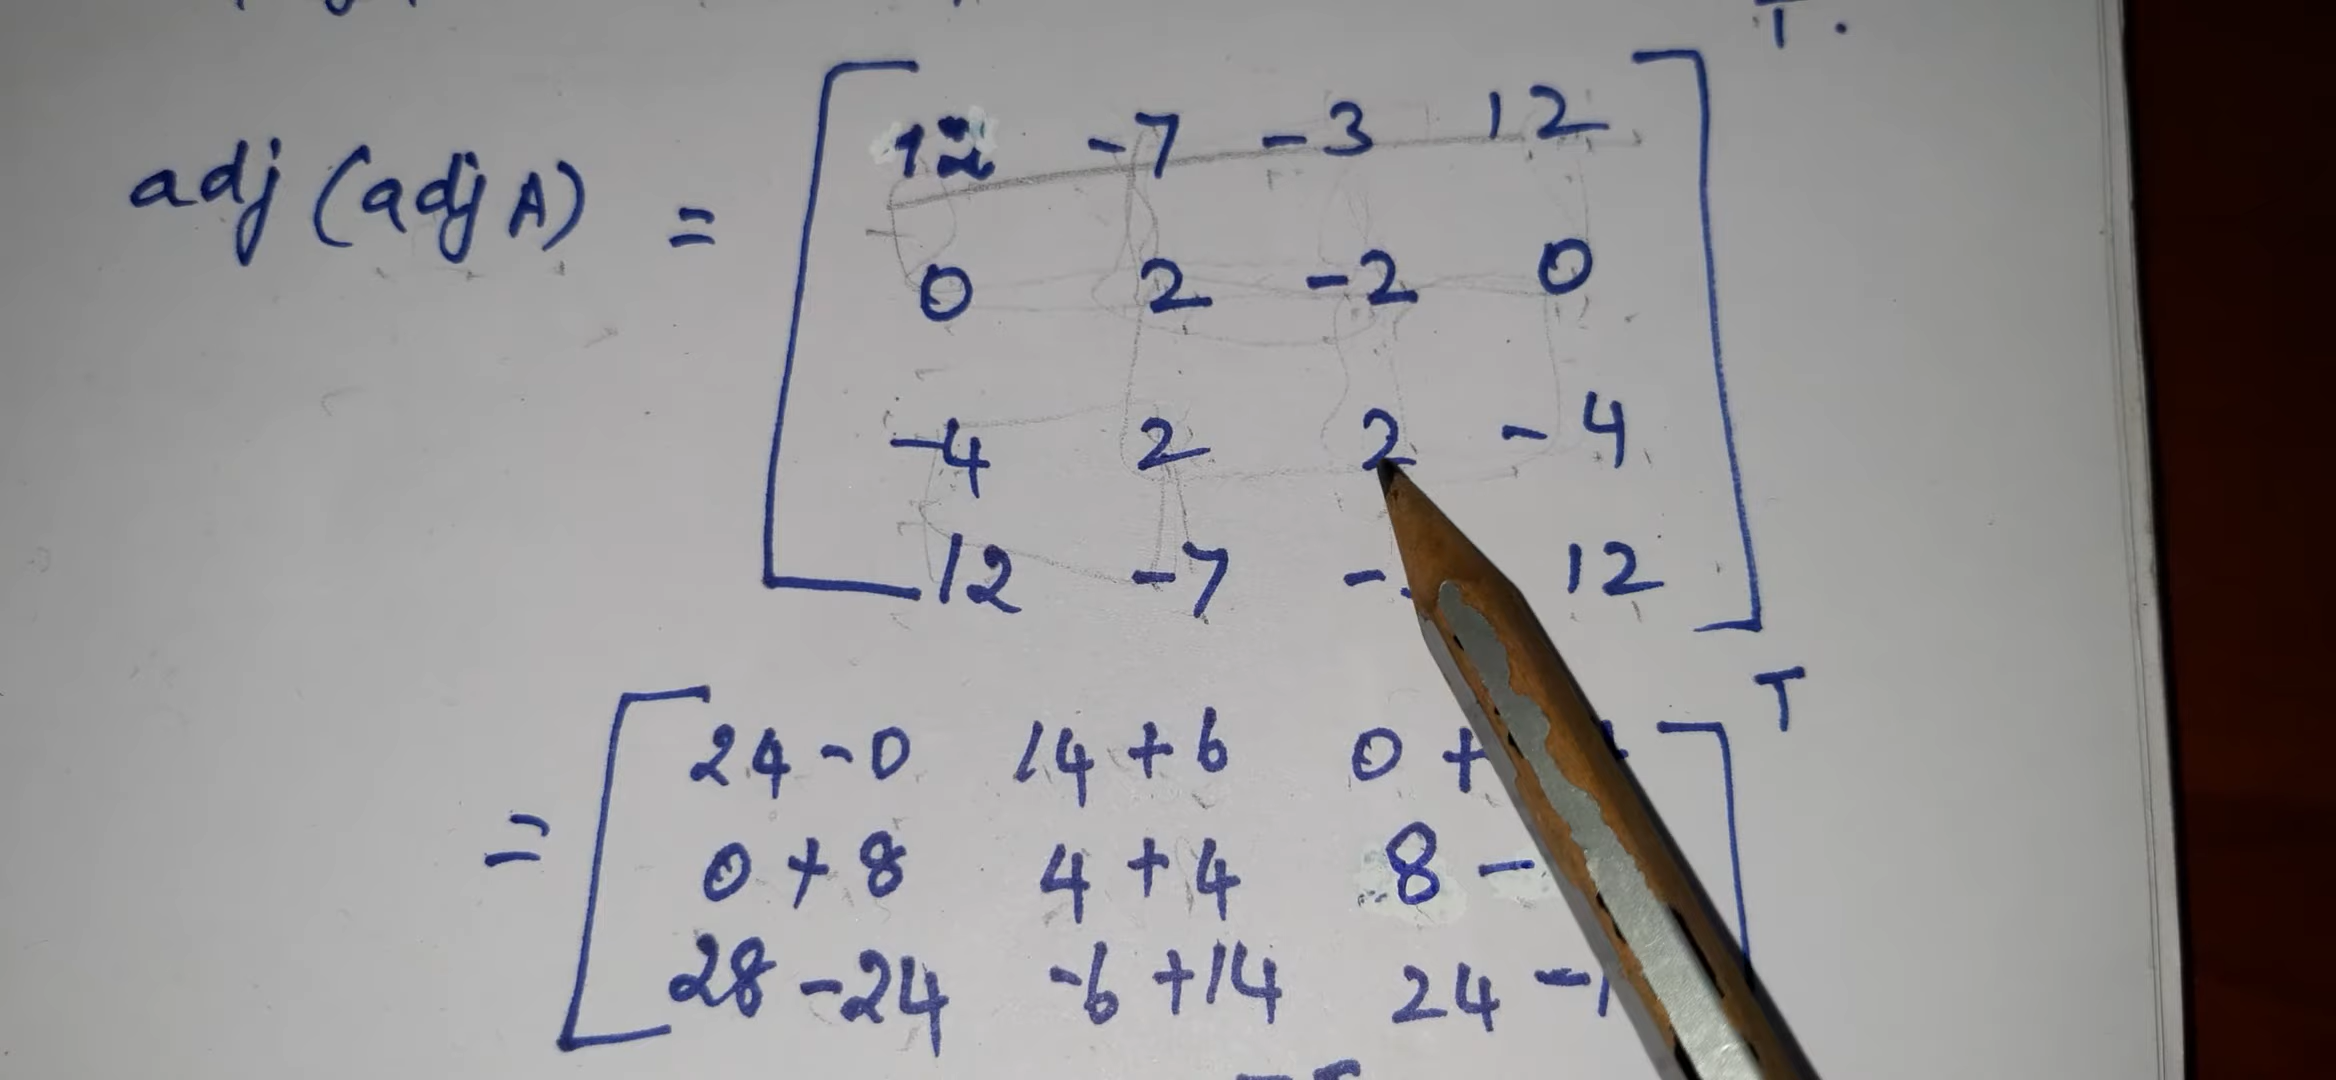 T.
12 -7 -3 12
adj (adj A) =
0 2 -2 0
-4 2 2 -4
12 -7 - 12
T
24 - 0 14 + 6 0 +
= 0 + 8 4 + 4 8 -
28 - 24 -6 + 14 24 -